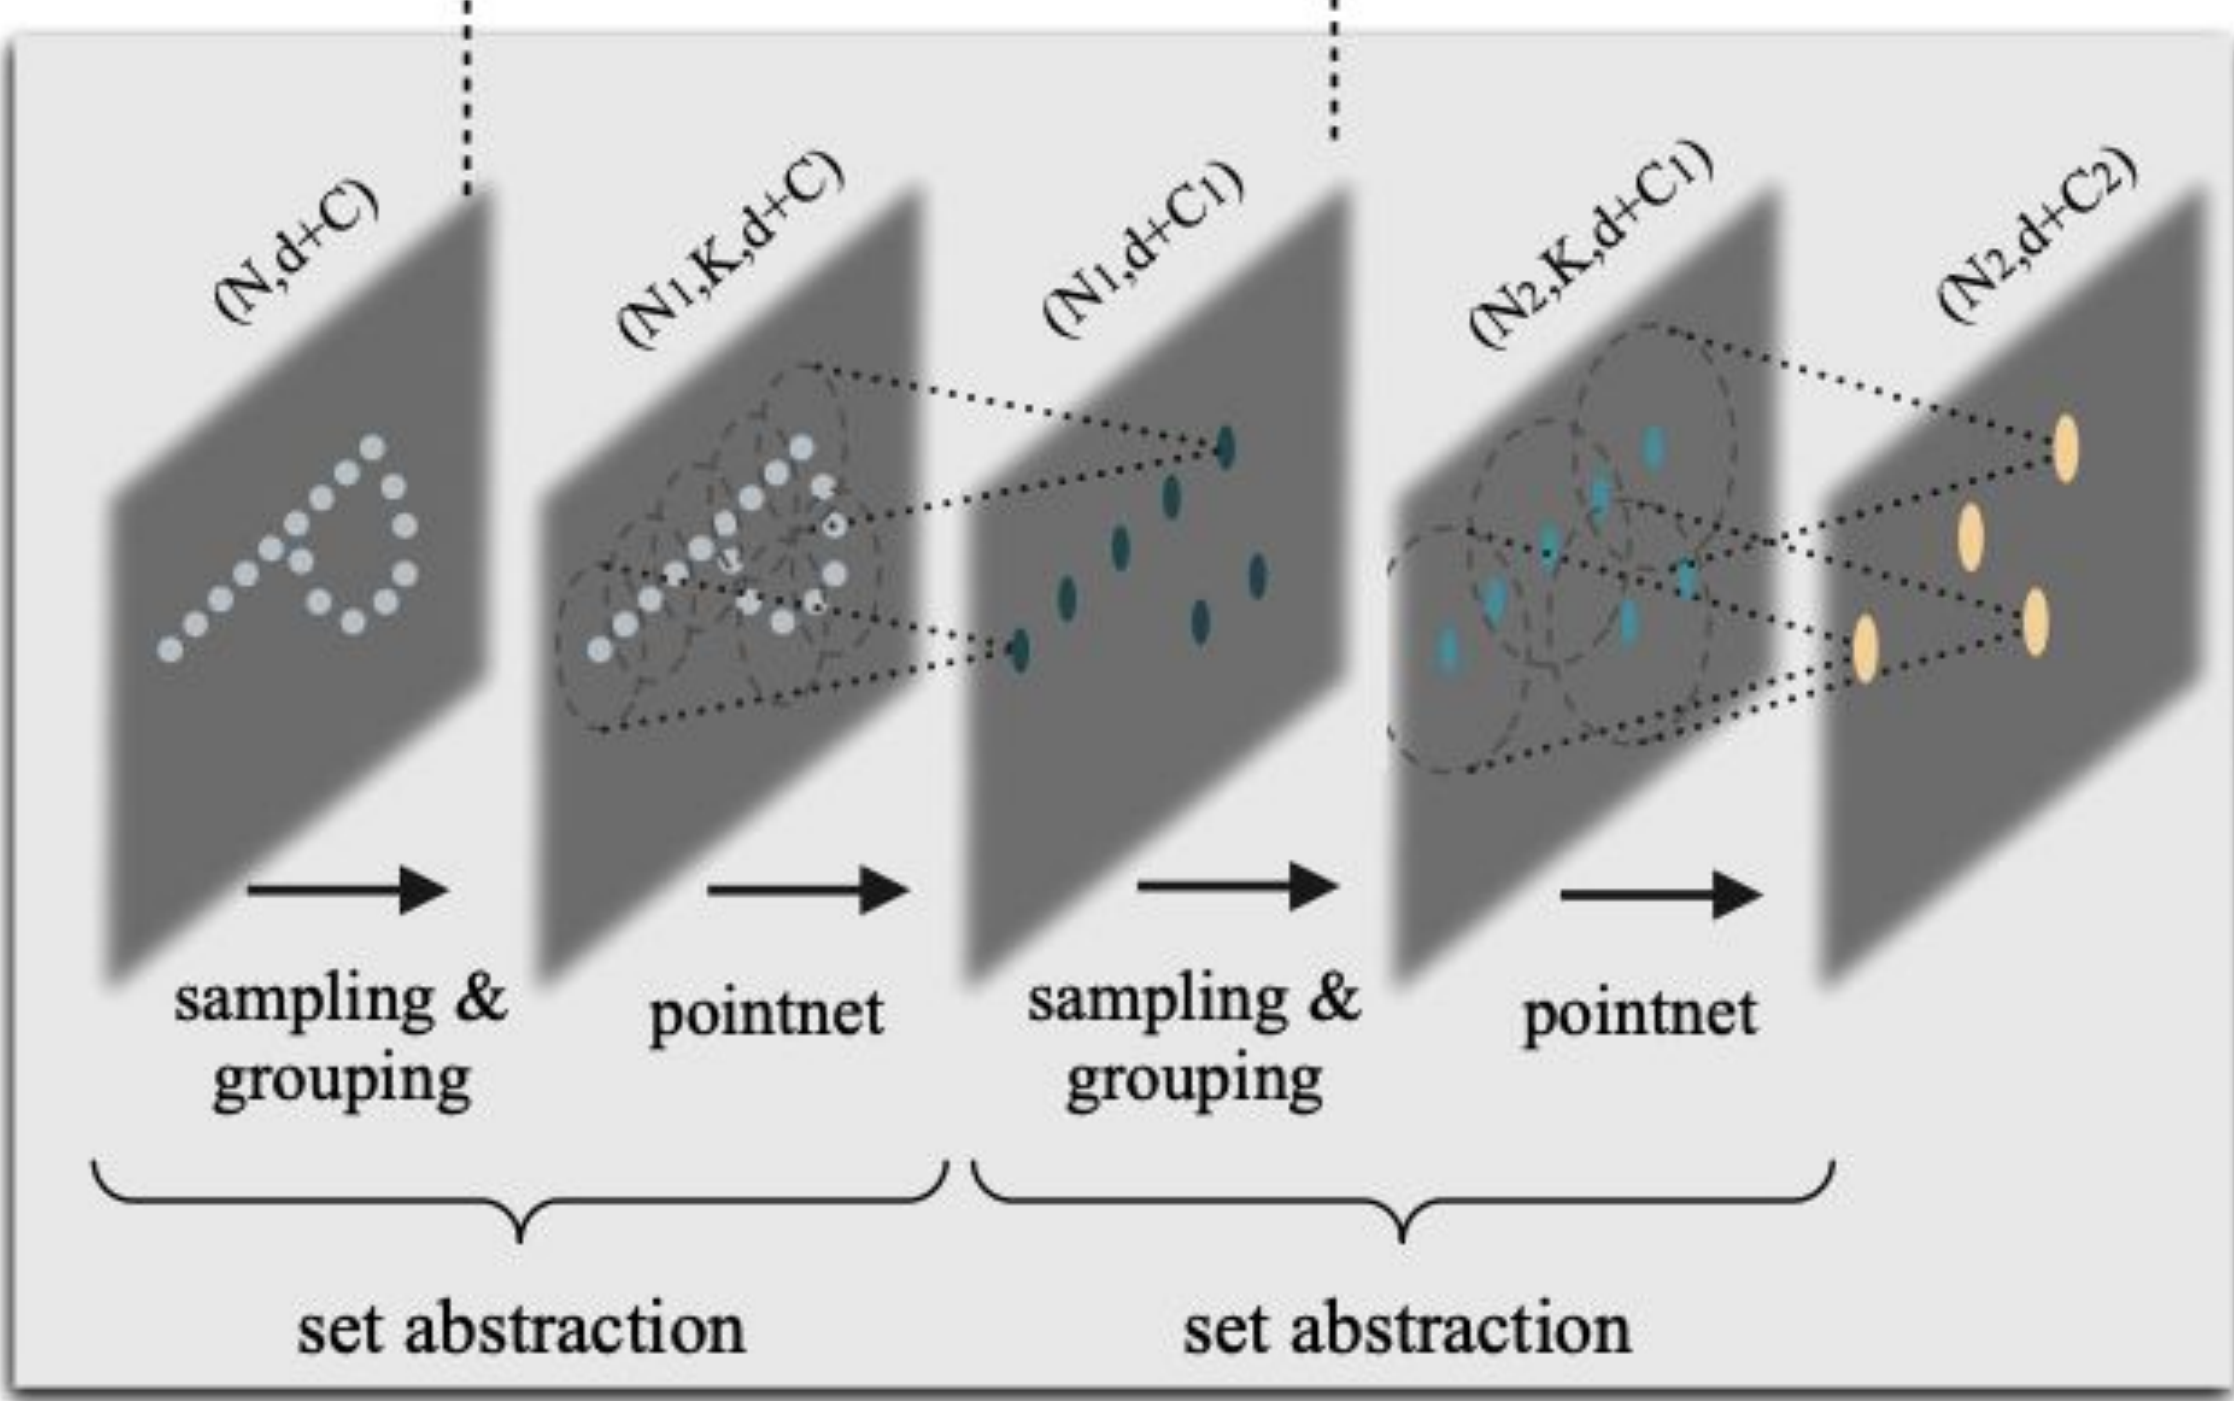 (N,d+C)
(N1,K,d+C)
(N1,d+C1)
(N2,K,d+C1)
(N2,d+C2)
sampling &
grouping
pointnet
sampling &
grouping
pointnet
set abstraction
set abstraction